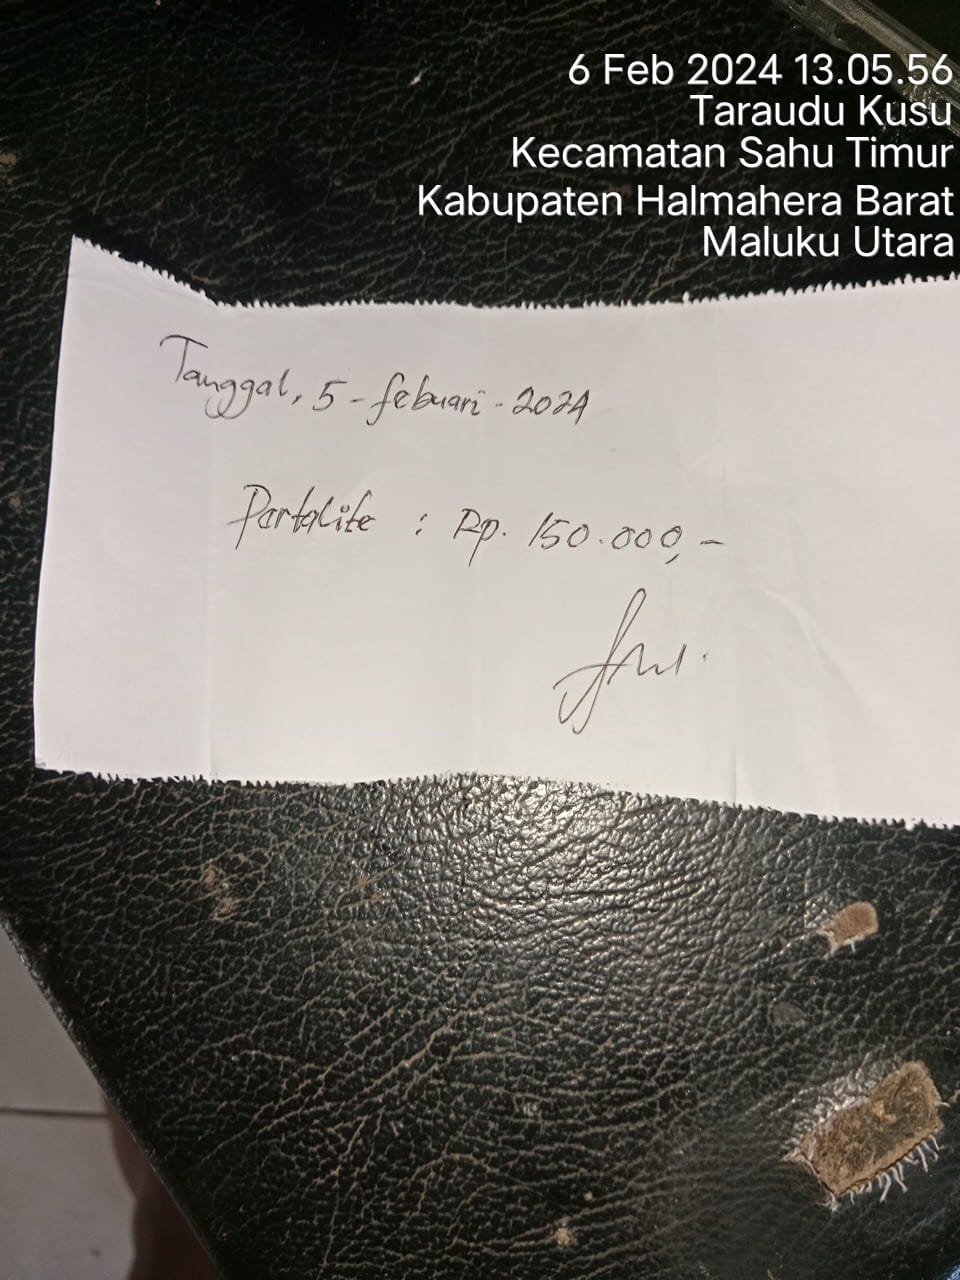 6 Feb 2024 13.05.56
Taraudu Kusu
Kecamatan Sahu Timur
Kabupaten Halmahera Barat
Maluku Utara
Tanggal, 5 - febuari - 2024
Partalite : Rp. 150.000,-